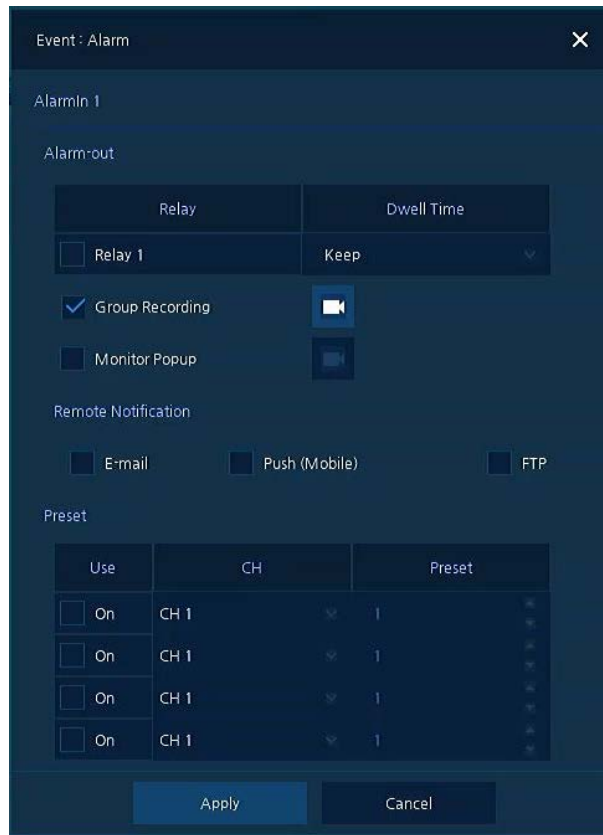 Event : Alarm
AlarmIn 1
Alarm-out
Relay Dwell Time
Relay 1 Keep
Group Recording
Monitor Popup
Remote Notification
E-mail Push (Mobile) FTP
Preset
Use CH Preset
On CH 1 1
On CH 1 1
On CH 1 1
On CH 1 1
Apply Cancel